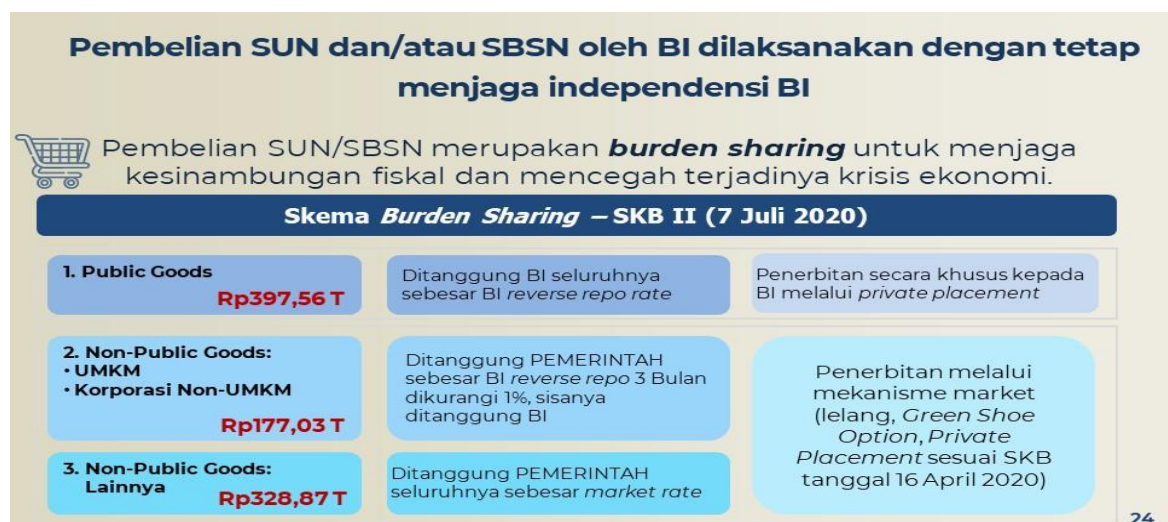 Pembelian SUN dan/atau SBSN oleh BI dilaksanakan dengan tetap
menjaga independensi BI
Pembelian SUN/SBSN merupakan burden sharing untuk menjaga
kesinambungan fiskal dan mencegah terjadinya krisis ekonomi.
Skema Burden Sharing – SKB II (7 Juli 2020)
1. Public Goods
Rp397,56 T
Ditanggung BI seluruhnya
sebesar BI reverse repo rate
Penerbitan secara khusus kepada
BI melalui private placement
2. Non-Public Goods:
• UMKM
• Korporasi Non-UMKM
Rp177,03 T
Ditanggung PEMERINTAH
sebesar BI reverse repo 3 Bulan
dikurangi 1%, sisanya
ditanggung BI
Penerbitan melalui
mekanisme market
(lelang, Green Shoe
Option, Private
Placement sesuai SKB
tanggal 16 April 2020)
3. Non-Public Goods:
Lainnya
Rp328,87 T
Ditanggung PEMERINTAH
seluruhnya sebesar market rate
24